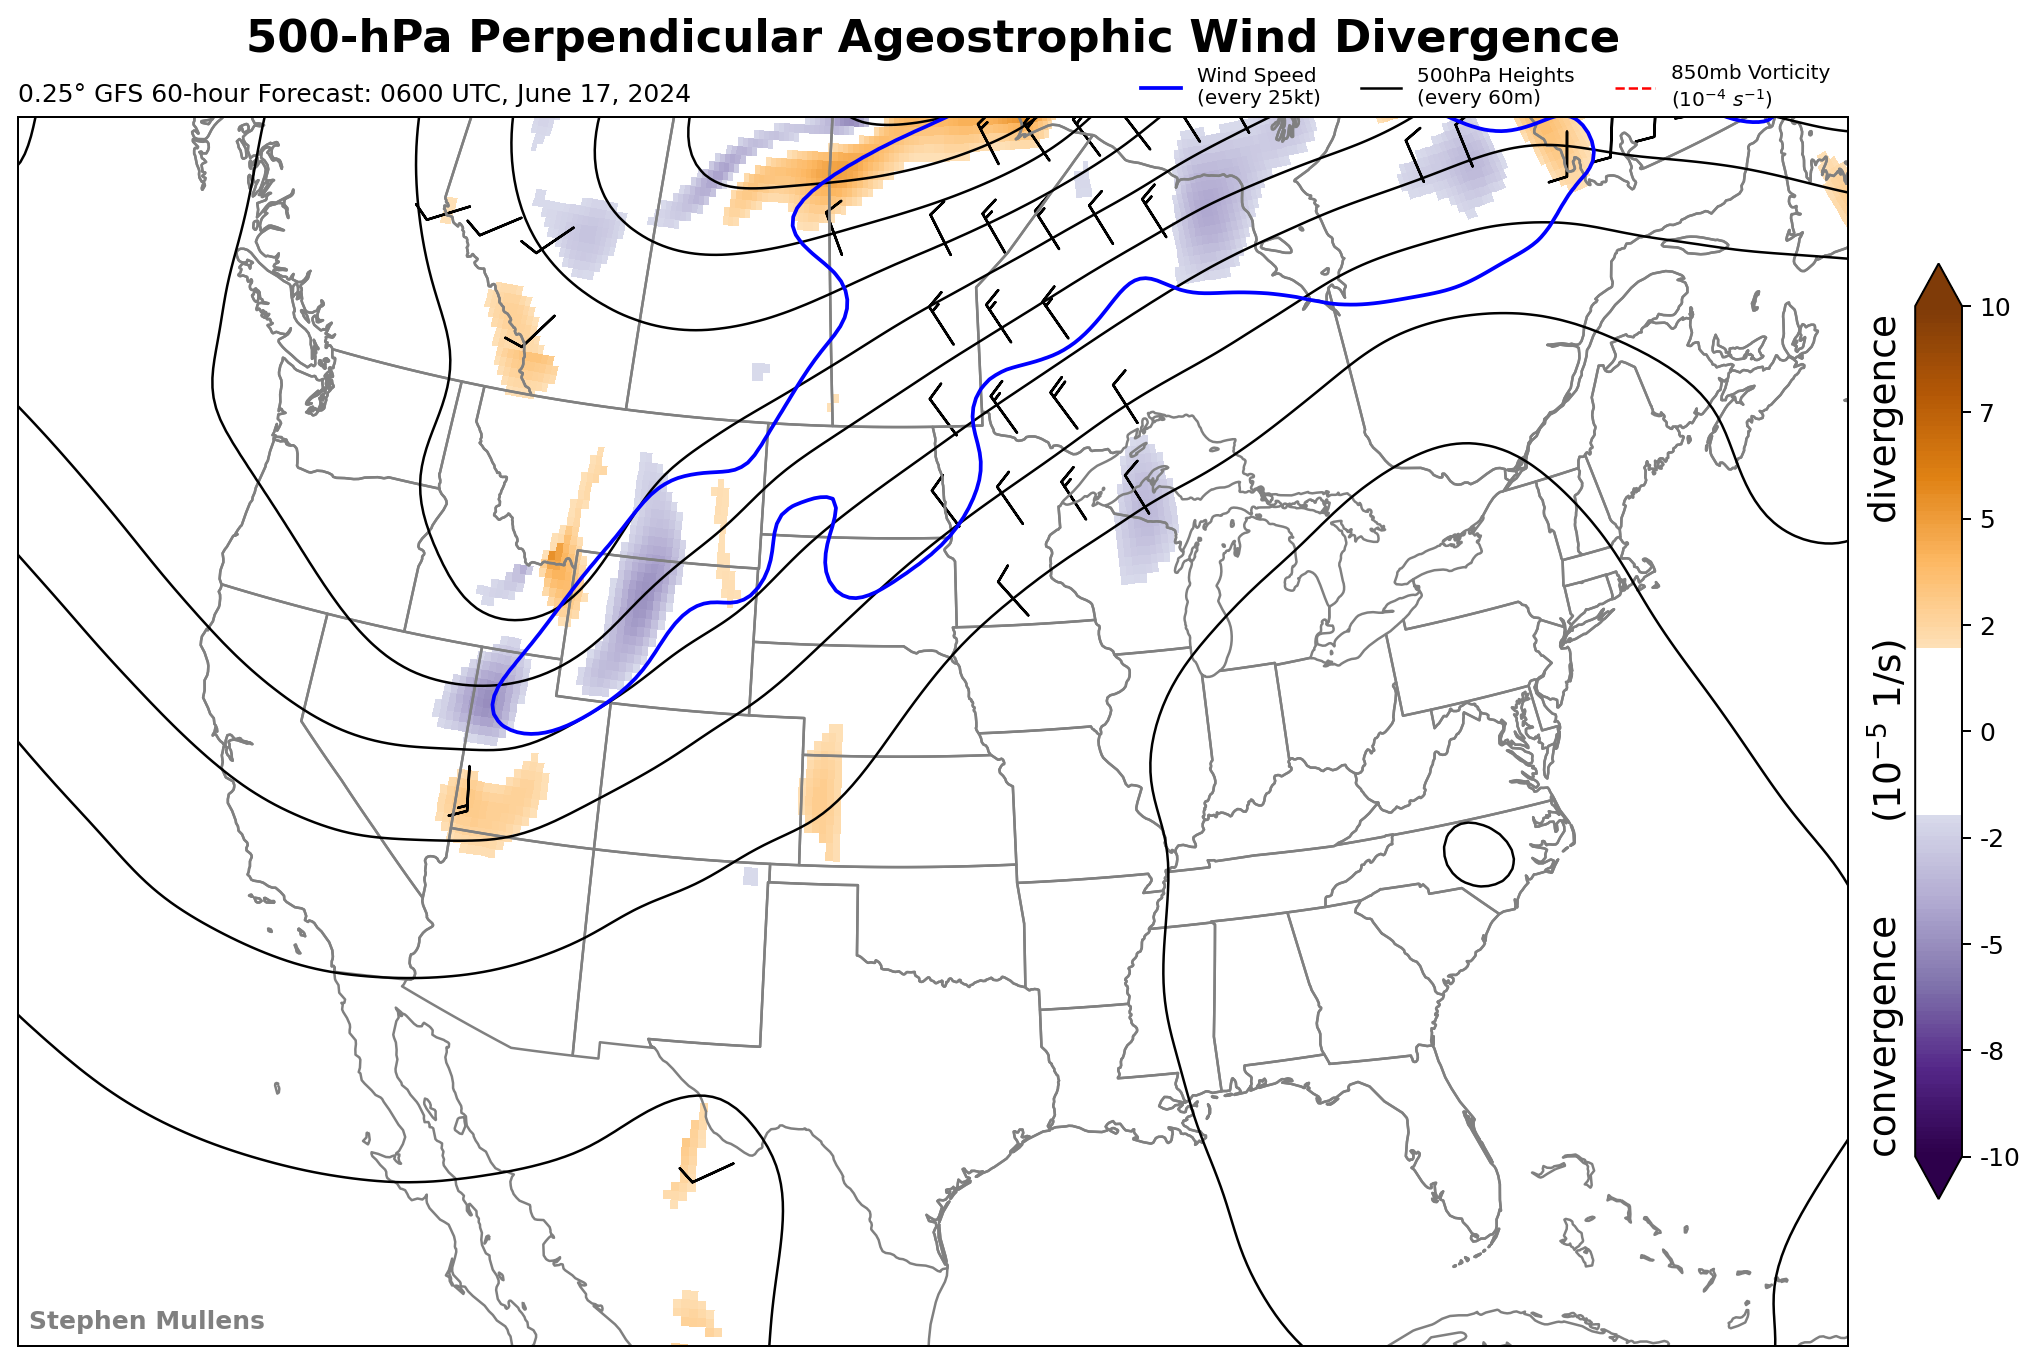 500-hPa Perpendicular Ageostrophic Wind Divergence
0.25° GFS 60-hour Forecast: 0600 UTC, June 17, 2024
Wind Speed
(every 25kt)
500hPa Heights
(every 60m)
850mb Vorticity
(10⁻⁴ s⁻¹)
10
7
5
2
0
-2
-5
-8
-10
convergence (10⁻⁵ 1/s) divergence
Stephen Mullens